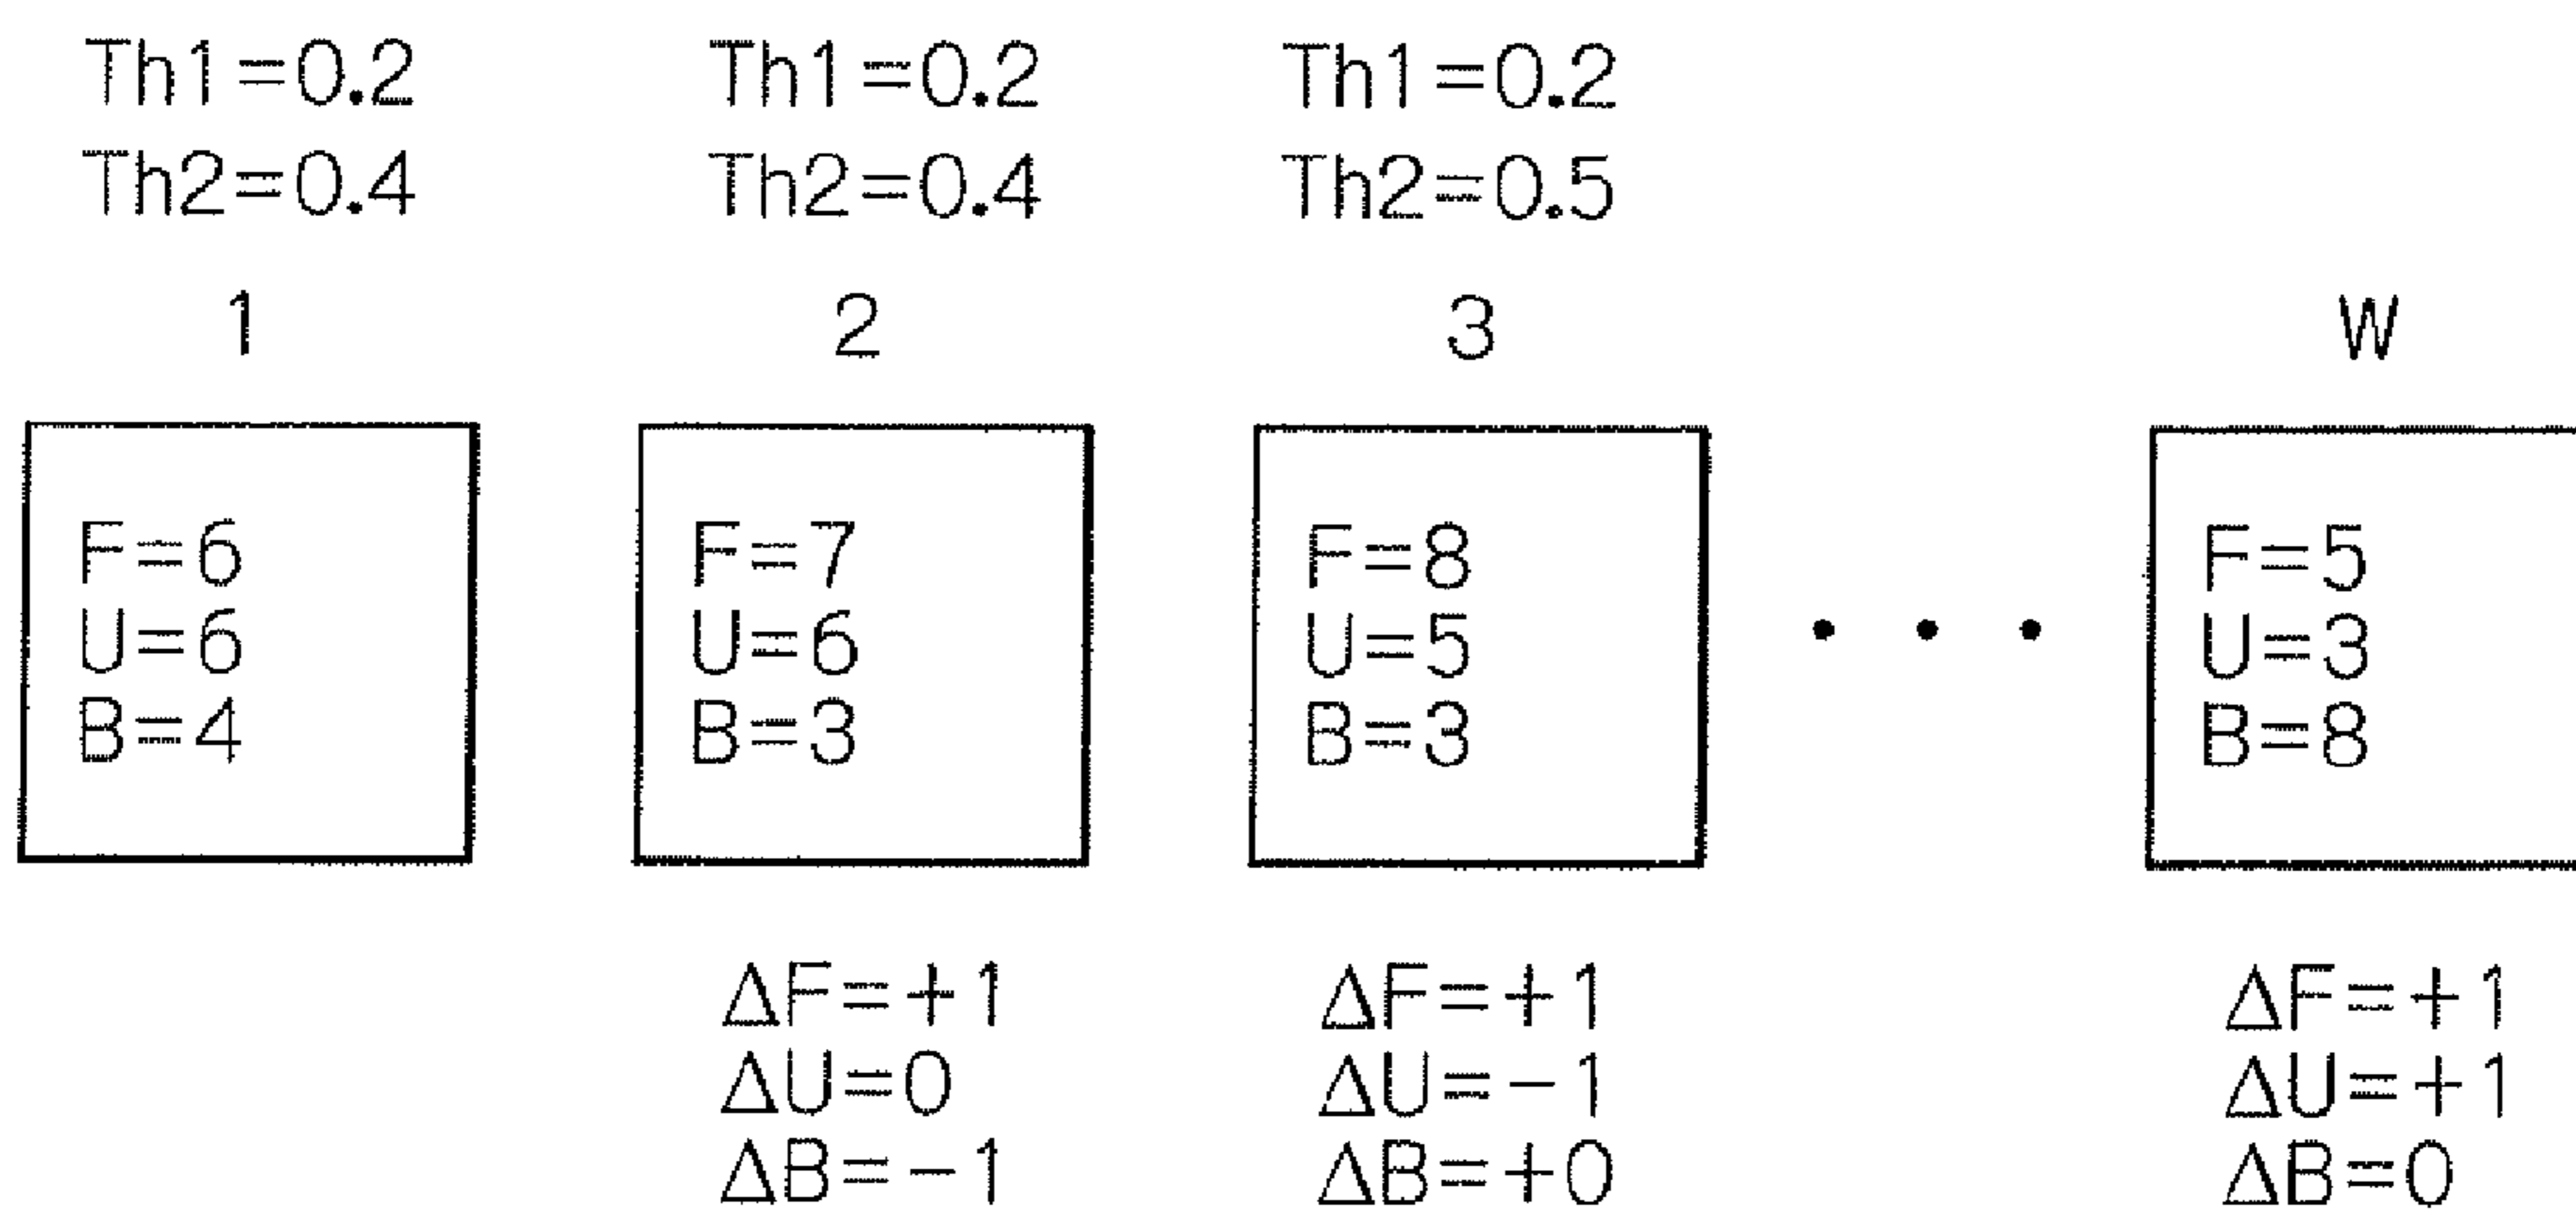 Th1=0.2 Th1=0.2 Th1=0.2
Th2=0.4 Th2=0.4 Th2=0.5
1 2 3 W
F=6 F=7 F=8 F=5
U=6 U=6 U=5 U=3
B=4 B=3 B=3 B=8
ΔF=+1 ΔF=+1 ΔF=+1
ΔU=0 ΔU=-1 ΔU=+1
ΔB=-1 ΔB=+0 ΔB=0